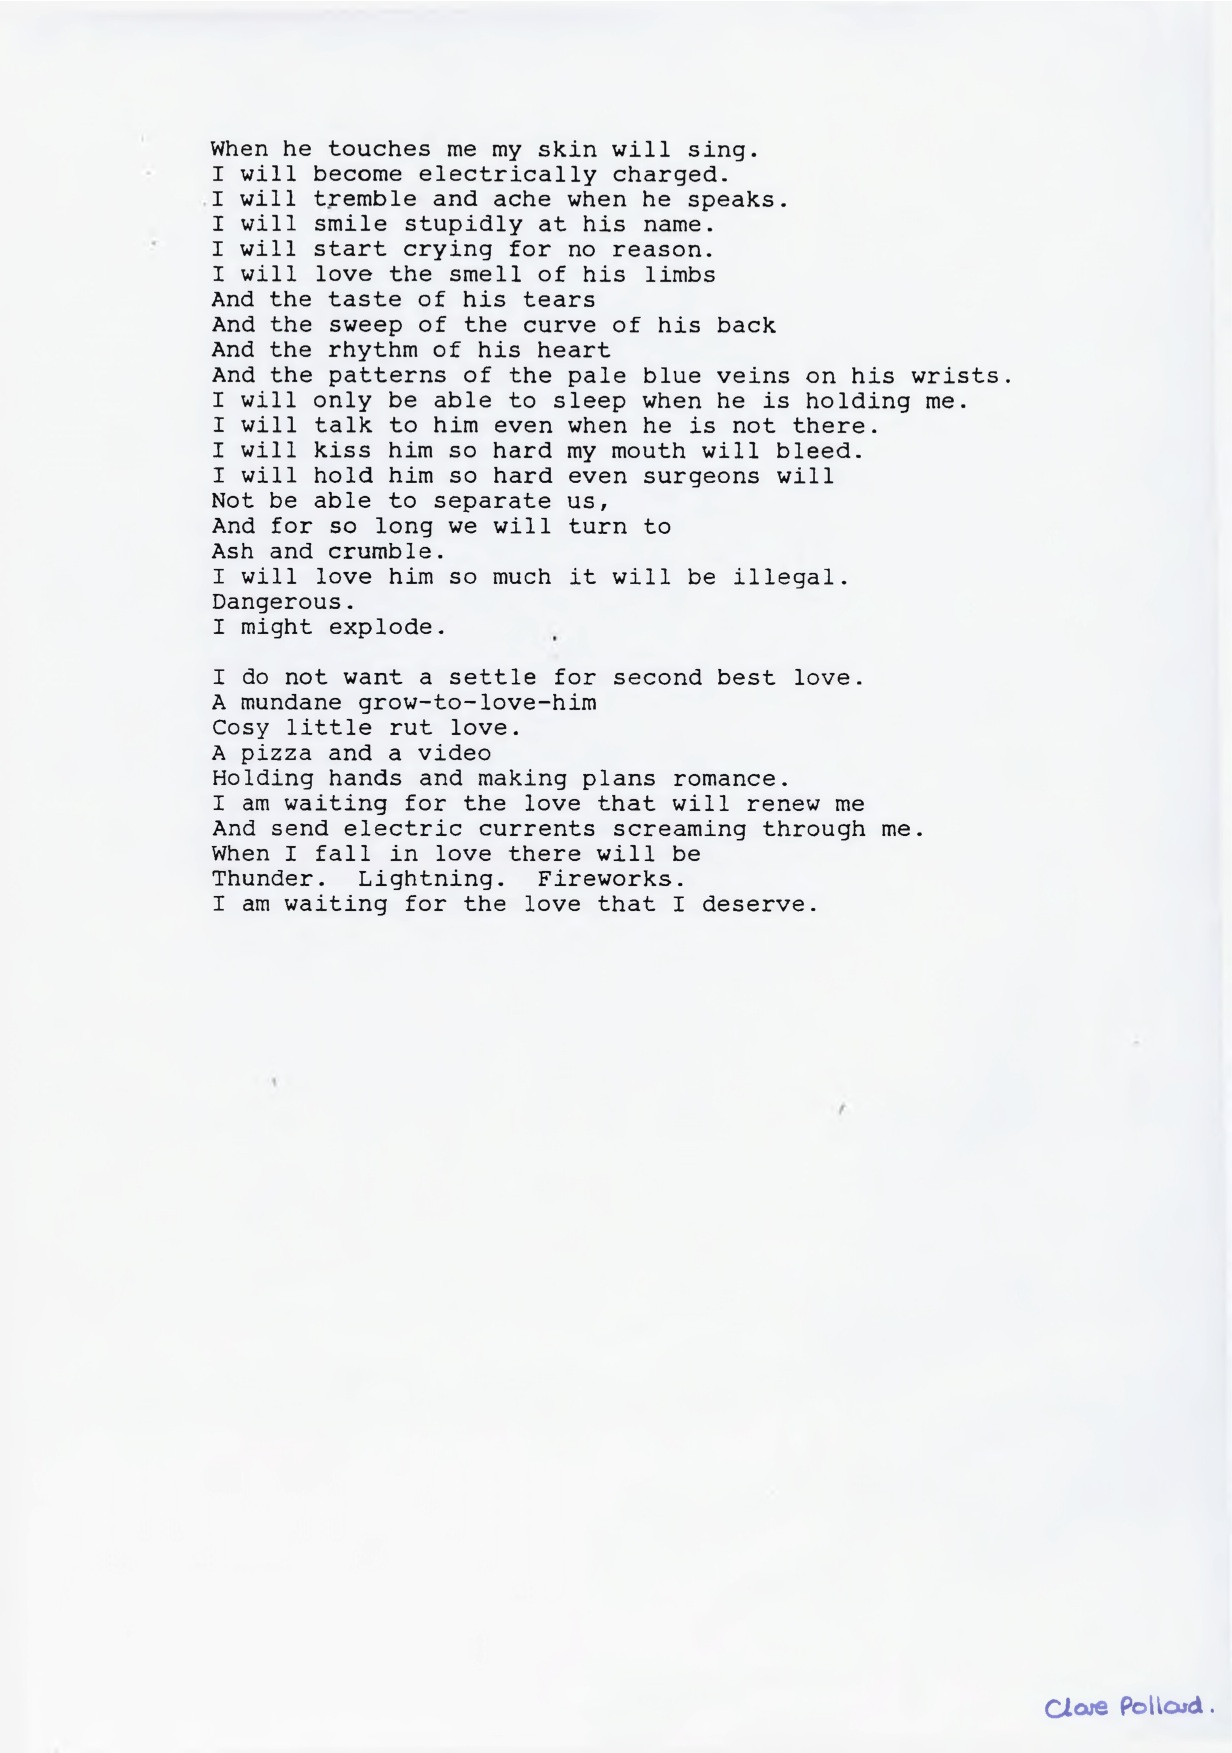 When he touches me my skin will sing.
I will become electrically charged.
I will tremble and ache when he speaks.
I will smile stupidly at his name.
I will start crying for no reason.
I will love the smell of his limbs
And the taste of his tears
And the sweep of the curve of his back
And the rhythm of his heart
And the patterns of the pale blue veins on his wrists.
I will only be able to sleep when he is holding me.
I will talk to him even when he is not there.
I will kiss him so hard my mouth will bleed.
I will hold him so hard even surgeons will
Not be able to separate us,
And for so long we will turn to
Ash and crumble.
I will love him so much it will be illegal.
Dangerous.
I might explode.

I do not want a settle for second best love.
A mundane grow-to-love-him
Cosy little rut love.
A pizza and a video
Holding hands and making plans romance.
I am waiting for the love that will renew me
And send electric currents screaming through me.
When I fall in love there will be
Thunder.  Lightning.  Fireworks.
I am waiting for the love that I deserve.

Clare Pollard.